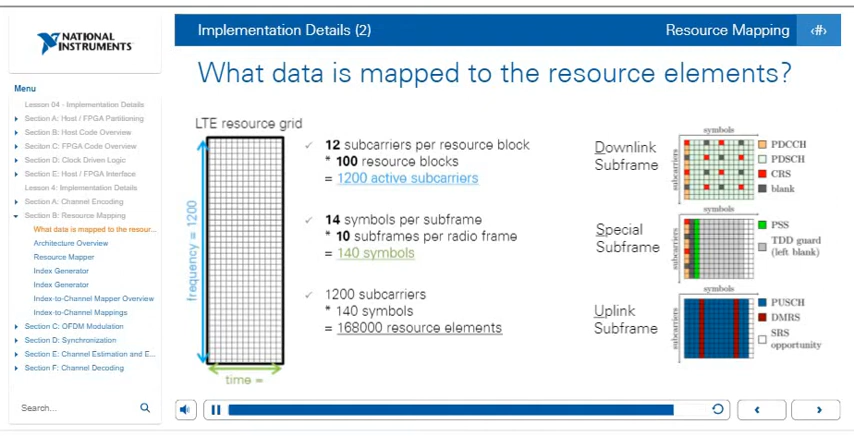 NATIONAL
INSTRUMENTS
Implementation Details (2)
Resource Mapping
‹#›
Menu
Lesson 04 - Implementation Details
Section A: Host / FPGA Partitioning
Section B: Host Code Overview
Section C: FPGA Code Overview
Section D: Clock Driven Logic
Section E: Host / FPGA Interface
Lesson 4: Implementation Details
Section A: Channel Encoding
Section B: Resource Mapping
What data is mapped to the resour...
Architecture Overview
Resource Mapper
Index Generator
Index Generator
Index-to-Channel Mapper Overview
Index-to-Channel Mappings
Section C: OFDM Modulation
Section D: Synchronization
Section E: Channel Estimation and E...
Section F: Channel Decoding
Search...
What data is mapped to the resource elements?
LTE resource grid
frequency = 1200
time =
✓ 12 subcarriers per resource block
* 100 resource blocks
= 1200 active subcarriers
✓ 14 symbols per subframe
* 10 subframes per radio frame
= 140 symbols
✓ 1200 subcarriers
* 140 symbols
= 168000 resource elements
Downlink
Subframe
symbols
subcarriers
PDCCH
PDSCH
CRS
blank
Special
Subframe
symbols
subcarriers
PSS
TDD guard
(left blank)
Uplink
Subframe
symbols
subcarriers
PUSCH
DMRS
SRS
opportunity